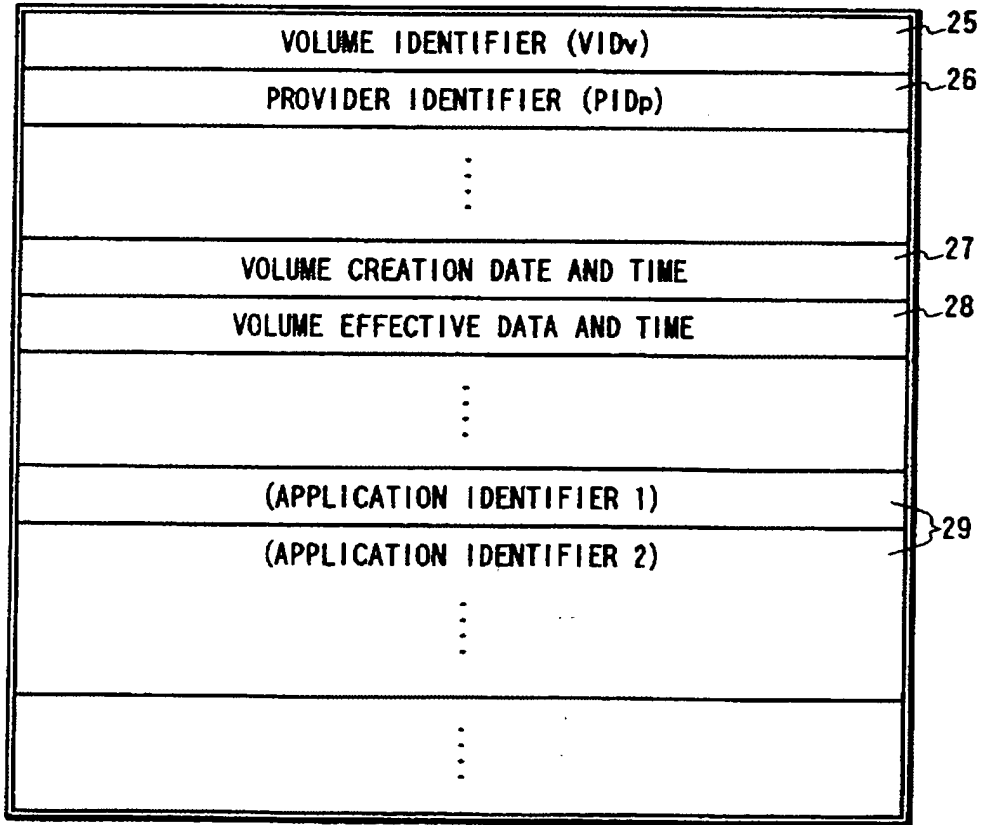 VOLUME IDENTIFIER (VIDv) 25
PROVIDER IDENTIFIER (PIDp) 26
VOLUME CREATION DATE AND TIME 27
VOLUME EFFECTIVE DATA AND TIME 28
(APPLICATION IDENTIFIER 1)
29
(APPLICATION IDENTIFIER 2)